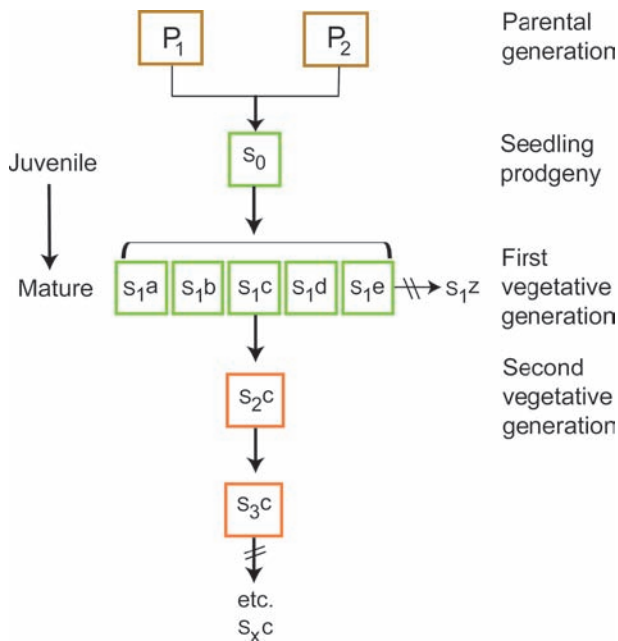 P₁ P₂ Parental
generation
Juvenile
S₀ Seedling
prodgeny
Mature S₁a S₁b S₁c S₁d S₁e S₁z First
vegetative
generation
S₂c Second
vegetative
generation
S₃c
etc.
Sₓc